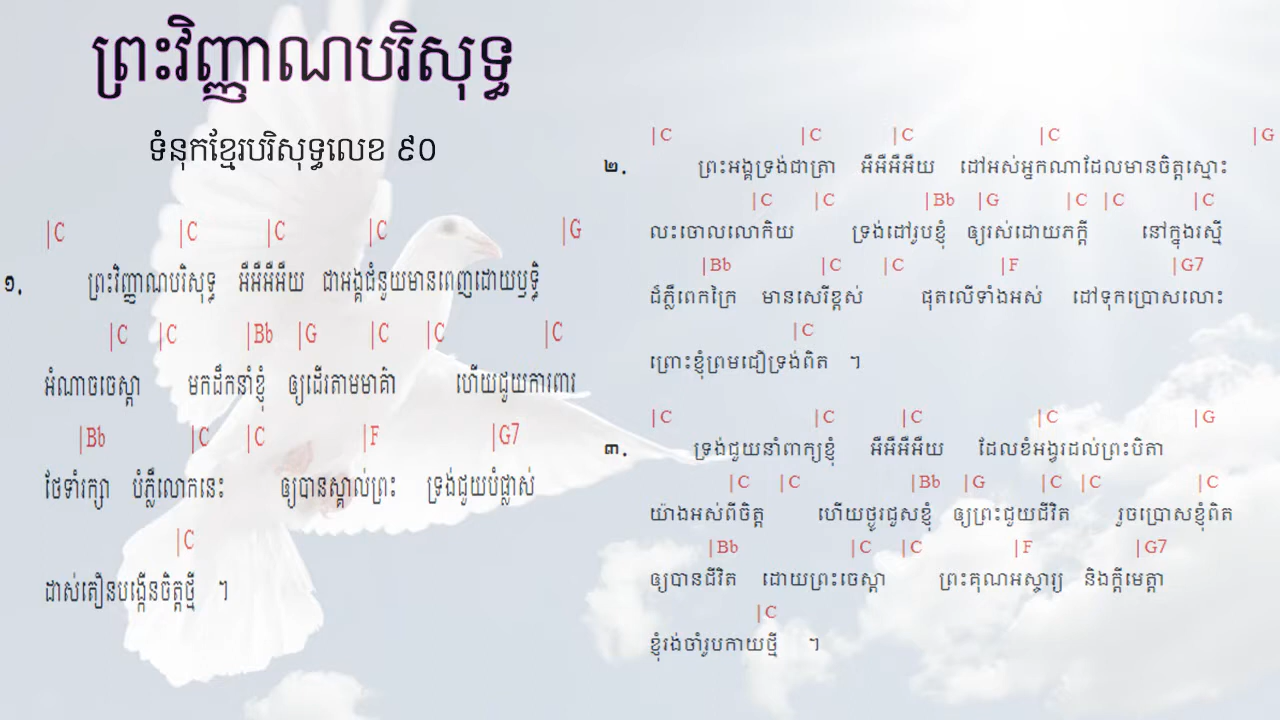 ព្រះវិញ្ញាណបរិសុទ្ធ
ទំនុកខ្មែរបរិសុទ្ធលេខ ៩០
|C |C |C |C |G
១. ព្រះវិញ្ញាណបរិសុទ្ធ អឺអឺអឺអឺយ ជាអង្គជំនួយមានពេញដោយឫទ្ធិ
|C |C |Bb |G |C |C |C
អំណាចចេស្តា មកដឹកនាំខ្ញុំ ឲ្យដើរតាមមាគ៌ា ហើយជួយការពារ
|Bb |C |C |F |G7
ថែទាំរក្សា បំភ្លឺលោកនេះ ឲ្យបានស្គាល់ព្រះ ទ្រង់ជួយបំផ្លាស់
|C
ដាស់តឿនបង្កើនចិត្តថ្មី ។
|C |C |C |C |G
២. ព្រះអង្គទ្រង់ជាត្រា អឺអឺអឺអឺយ ដៅអស់អ្នកណាដែលមានចិត្តស្មោះ
|C |C |Bb |G |C |C |C
លះចោលលោកិយ ទ្រង់ដៅរូបខ្ញុំ ឲ្យរស់ដោយភក្តី នៅក្នុងរស្មី
|Bb |C |C |F |G7
ដ៏ភ្លឺពេកក្រៃ មានសេរីខ្ពស់ ផុតលើទាំងអស់ ដៅទុកប្រោសលោះ
|C
ព្រោះខ្ញុំព្រមជឿទ្រង់ពិត ។
|C |C |C |C |G
៣. ទ្រង់ជួយនាំពាក្យខ្ញុំ អឺអឺអឺអឺយ ដែលខំអង្វរដល់ព្រះបិតា
|C |C |Bb |G |C |C |C
យ៉ាងអស់ពីចិត្ត ហើយថ្ងូរជួសខ្ញុំ ឲ្យព្រះជួយជីវិត រួចប្រោសខ្ញុំពិត
|Bb |C |C |F |G7
ឲ្យបានជីវិត ដោយព្រះចេស្តា ព្រះគុណអស្ចារ្យ និងក្តីមេត្តា
|C
ខ្ញុំរង់ចាំរូបកាយថ្មី ។